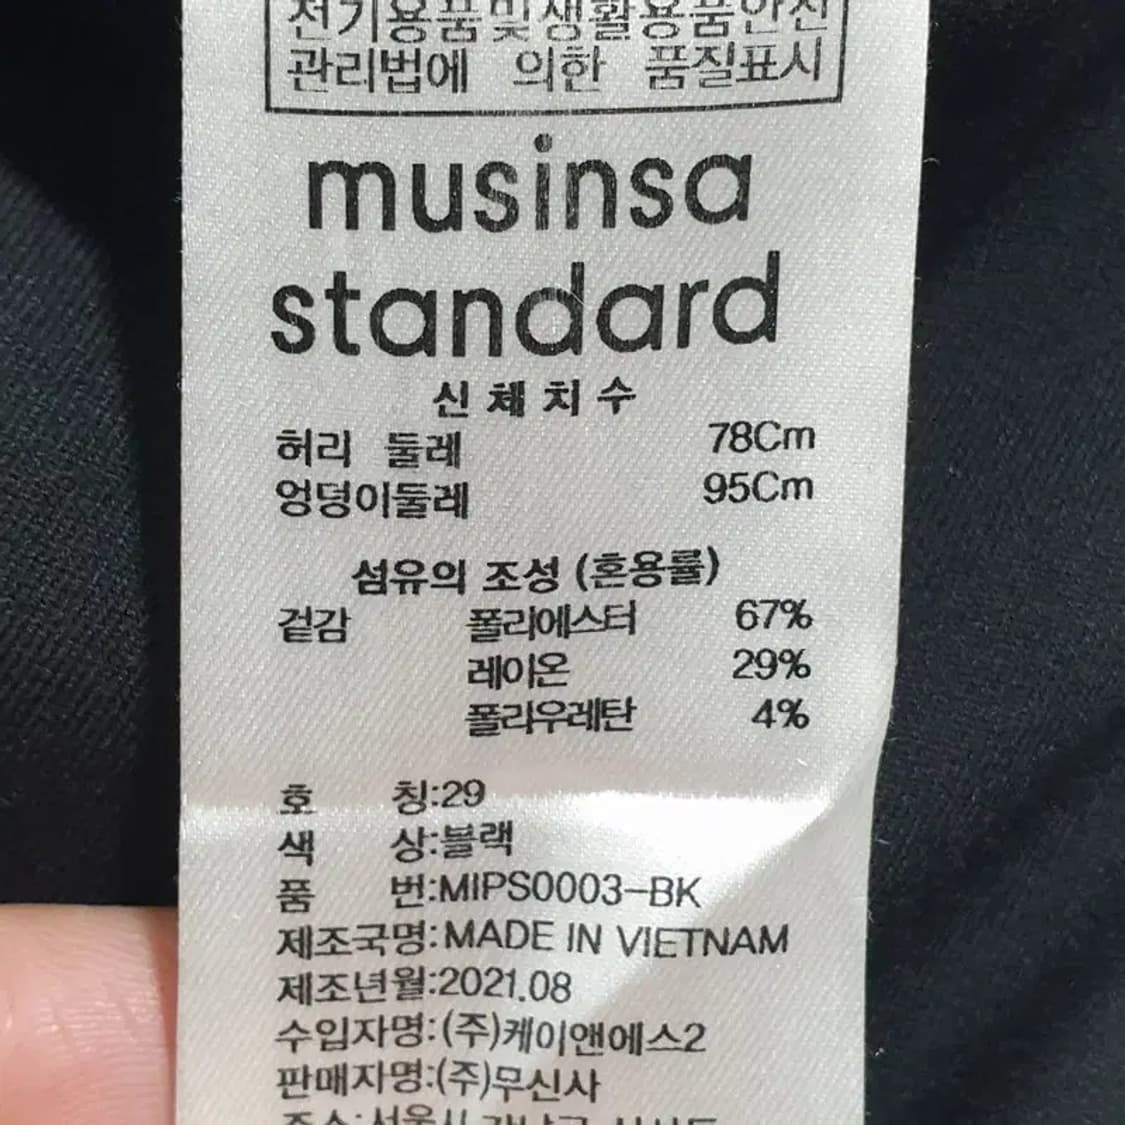 전기용품및생활용품안전
관리법에 의한 품질표시
musinsa
standard
신체치수
허리 둘레 78Cm
엉덩이둘레 95Cm
섬유의 조성 (혼용률)
겉감 폴리에스터 67%
레이온 29%
폴리우레탄 4%
호 칭:29
색 상:블랙
품 번:MIPS0003-BK
제조국명:MADE IN VIETNAM
제조년월:2021.08
수입자명:(주)케이앤에스2
판매자명:(주)무신사
주소:서울시